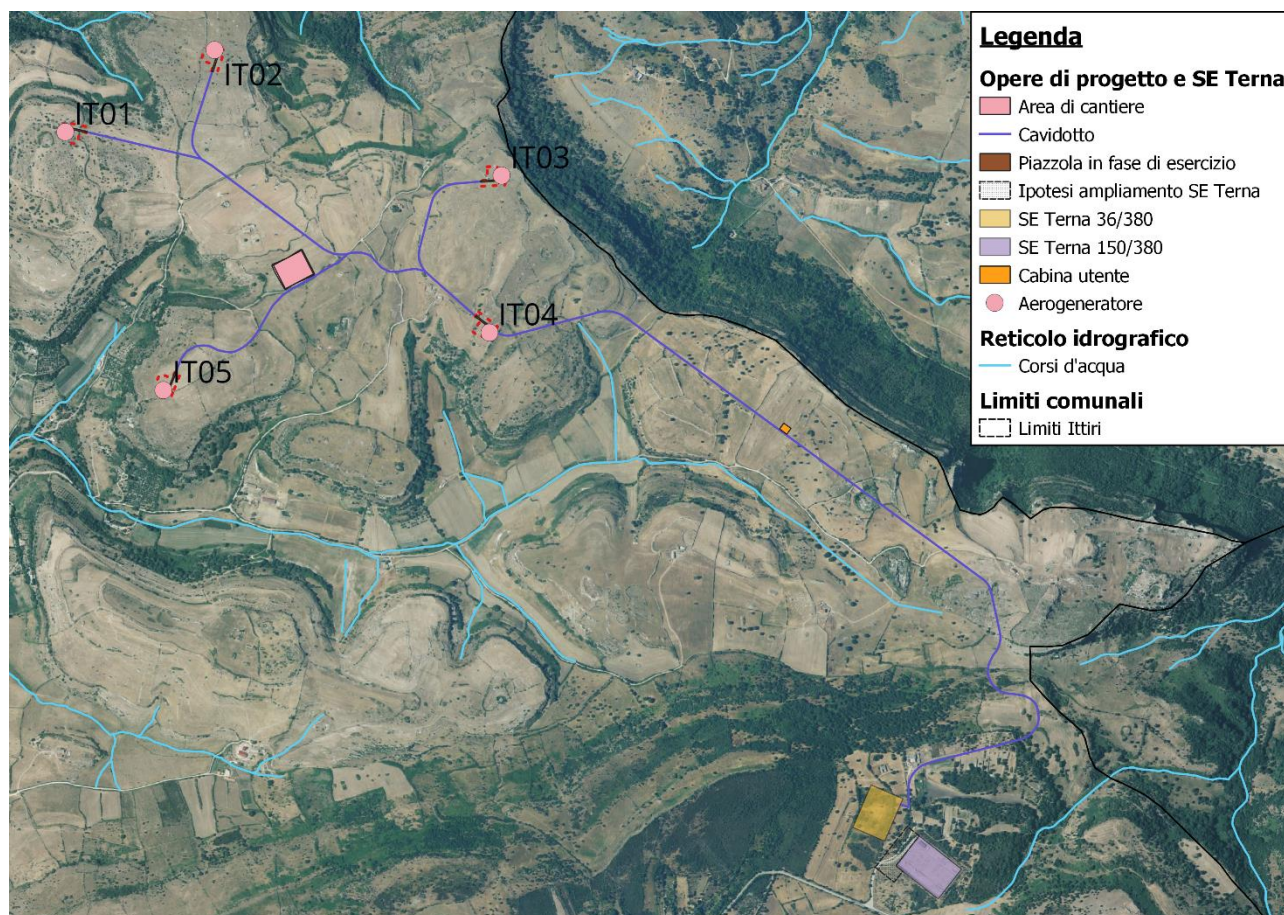 IT02
IT01
IT03
IT04
IT05
Legenda
Opere di progetto e SE Terna
Area di cantiere
Cavidotto
Piazzola in fase di esercizio
Ipotesi ampliamento SE Terna
SE Terna 36/380
SE Terna 150/380
Cabina utente
Aerogeneratore
Reticolo idrografico
Corsi d'acqua
Limiti comunali
Limiti Ittiri